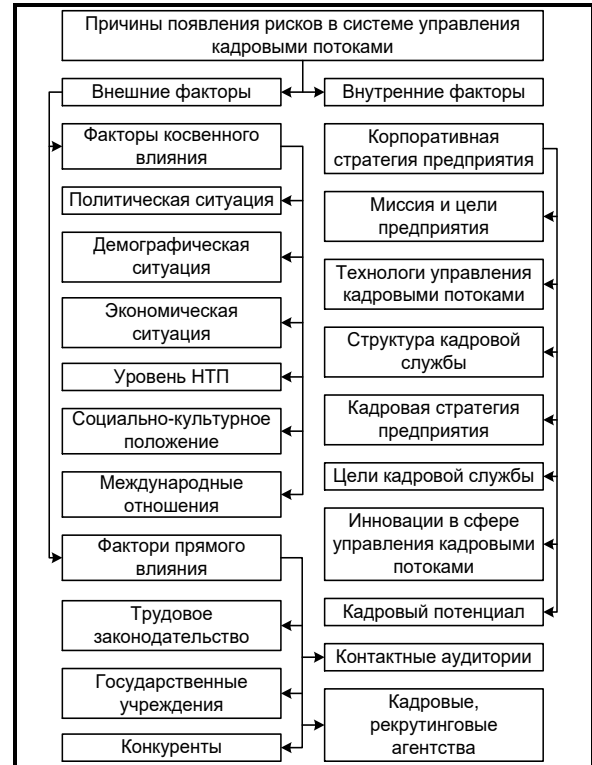 Причины появления рисков в системе управления
кадровыми потоками
Внешние факторы
Внутренние факторы
Факторы косвенного
влияния
Политическая ситуация
Демографическая
ситуация
Экономическая
ситуация
Уровень НТП
Социально-культурное
положение
Международные
отношения
Фактори прямого
влияния
Трудовое
законодательство
Государственные
учреждения
Конкуренты
Корпоративная
стратегия предприятия
Миссия и цели
предприятия
Технологи управления
кадровыми потоками
Структура кадровой
службы
Кадровая стратегия
предприятия
Цели кадровой службы
Инновации в сфере
управления кадровыми
потоками
Кадровый потенциал
Контактные аудитории
Кадровые,
рекрутинговые
агентства